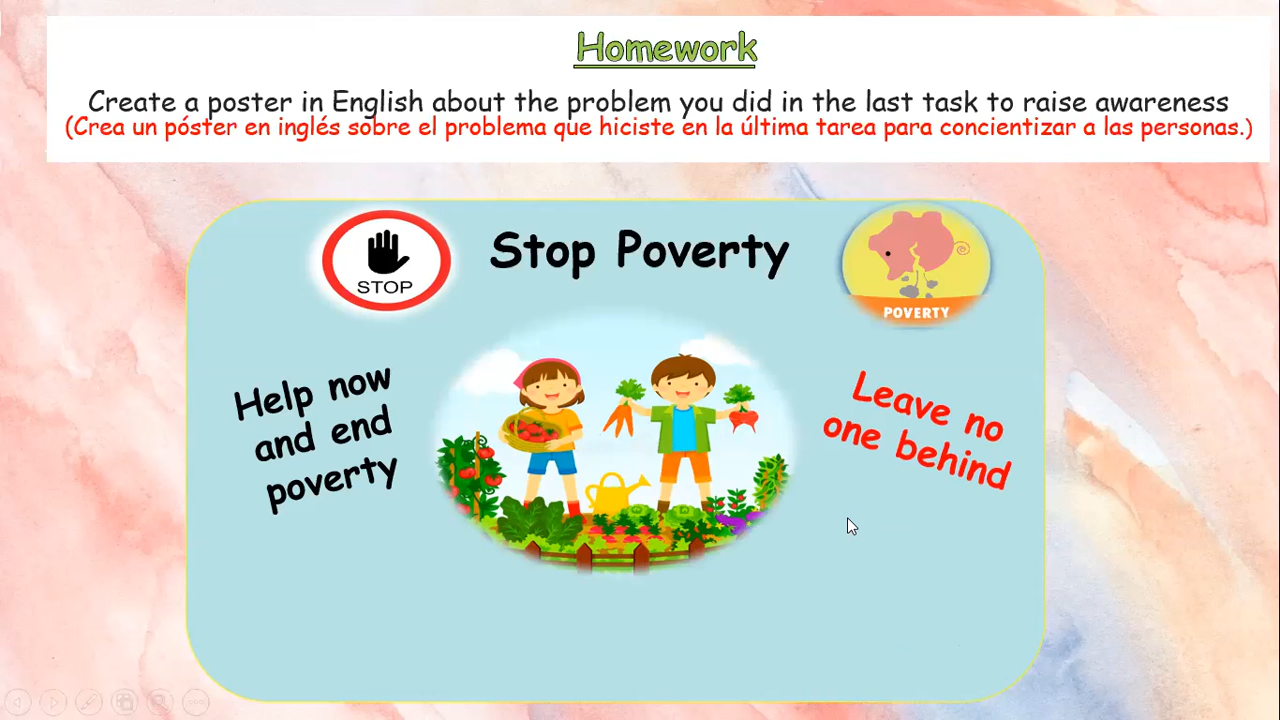 Homework
Create a poster in English about the problem you did in the last task to raise awareness
(Crea un póster en inglés sobre el problema que hiciste en la última tarea para concientizar a las personas.)
STOP
Stop Poverty
POVERTY
Help now
and end
poverty
Leave no
one behind